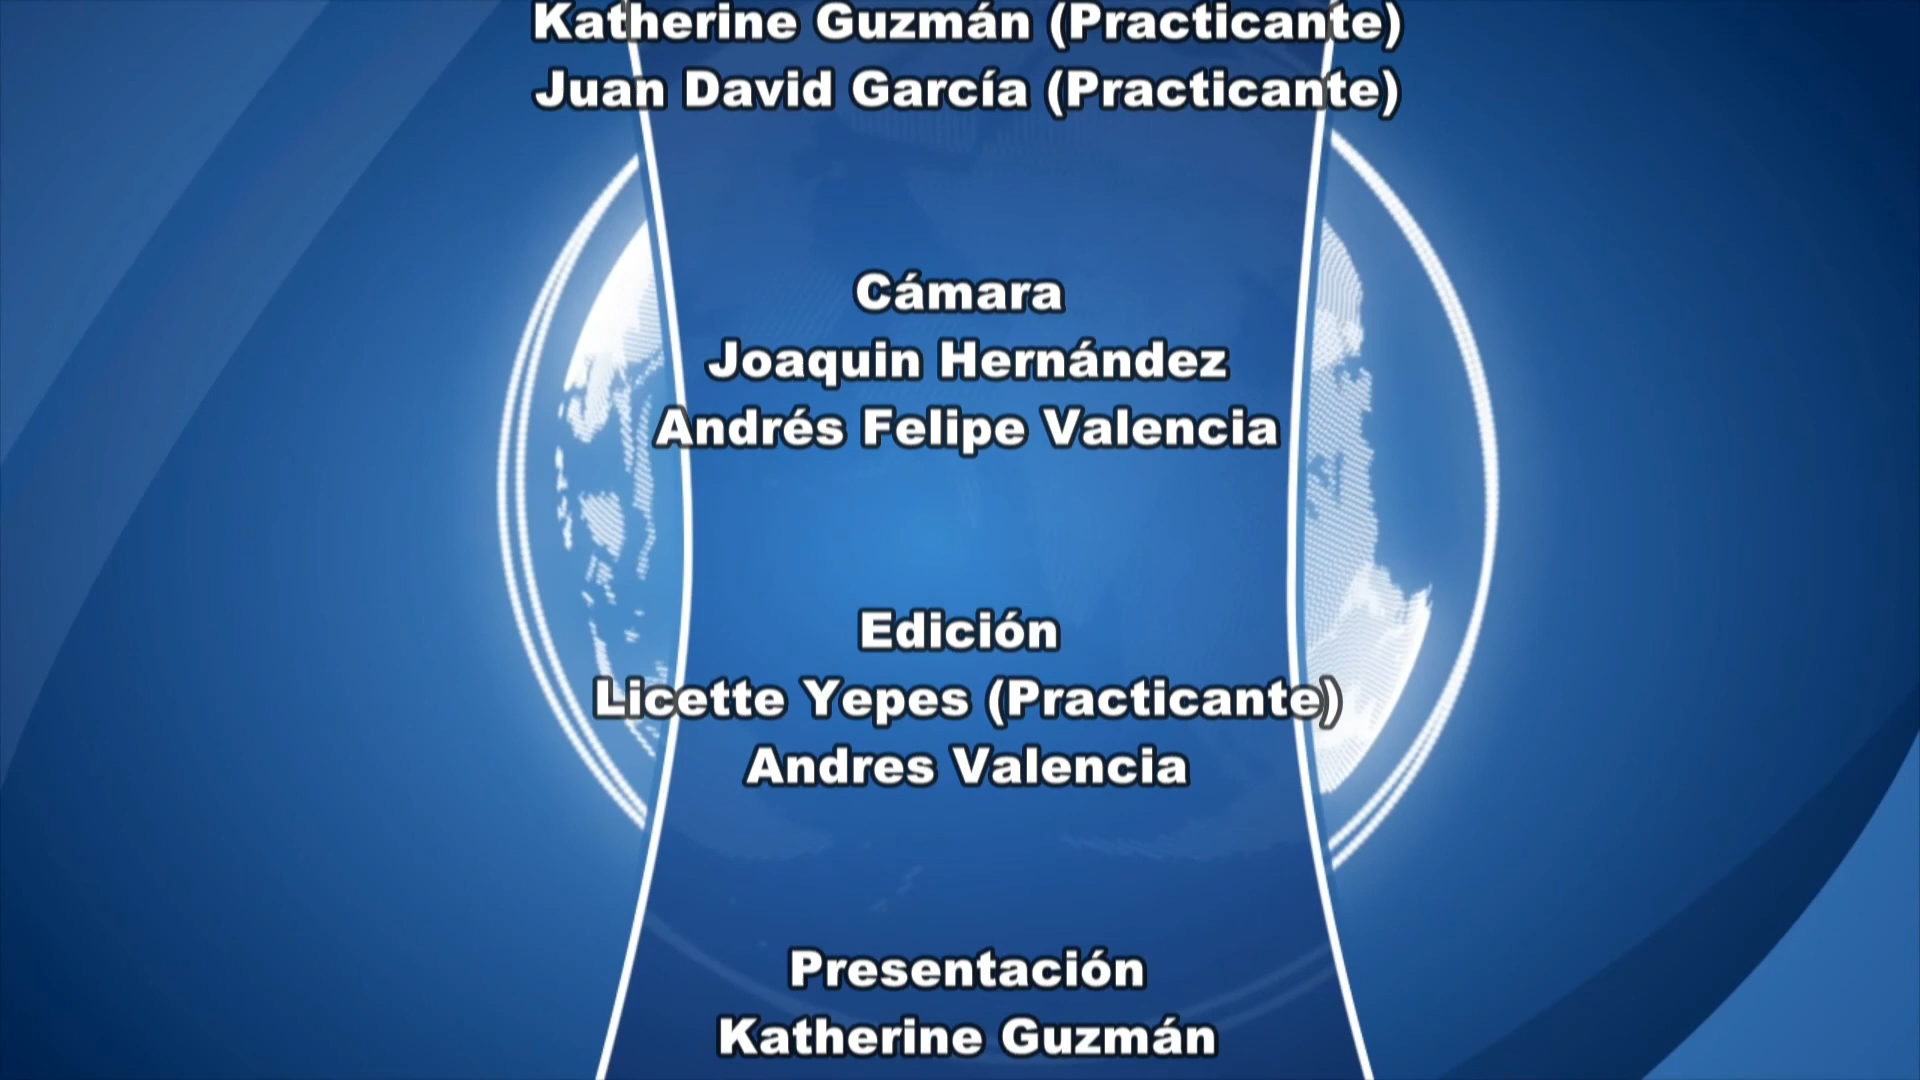 Katherine Guzmán (Practicante)
Juan David García (Practicante)
Cámara
Joaquin Hernández
Andrés Felipe Valencia
Edición
Licette Yepes (Practicante)
Andres Valencia
Presentación
Katherine Guzmán